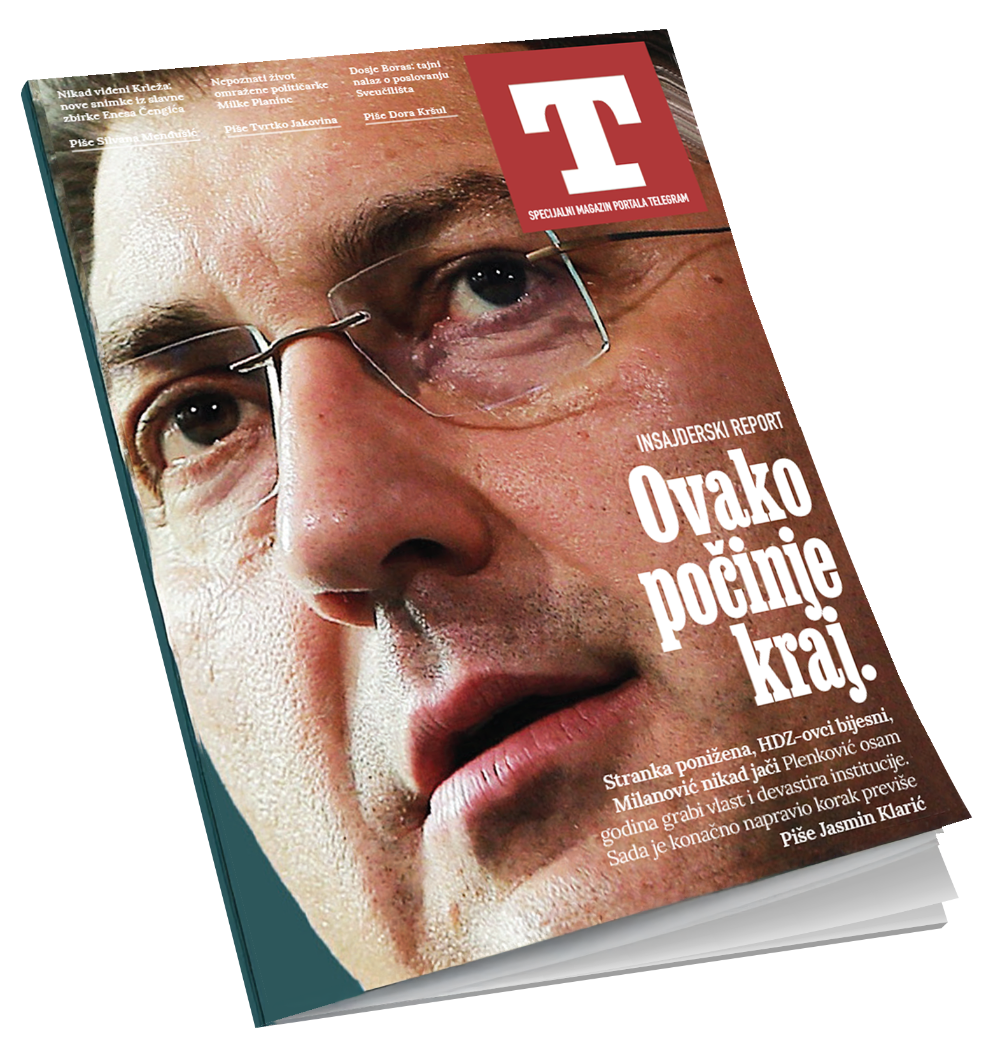 Nikad viđeni Krleža:
nove snimke iz slavne
zbirke Enesa Čengića
Piše Silvana Menđušić
Nepoznati život
omražene političarke
Milke Planinc
Piše Tvrtko Jakovina
Dosje Boras: tajni
nalaz o poslovanju
Sveučilišta
Piše Dora Kršul
T
SPECIJALNI MAGAZIN PORTALA TELEGRAM
INSAJDERSKI REPORT
Ovako
počinje
kraj.
Stranka ponižena, HDZ-ovci bijesni,
Milanović nikad jači Plenković osam
godina grabi vlast i devastira institucije.
Sada je konačno napravio korak previše
Piše Jasmin Klarić